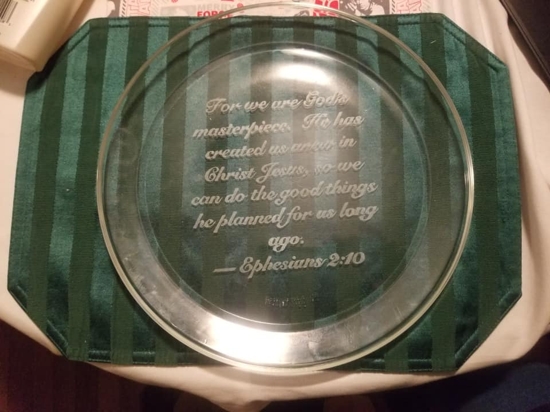 FOR
For we are God's
masterpiece. He has
created us anew in
Christ Jesus, so we
can do the good things
he planned for us long
ago.
— Ephesians 2:10